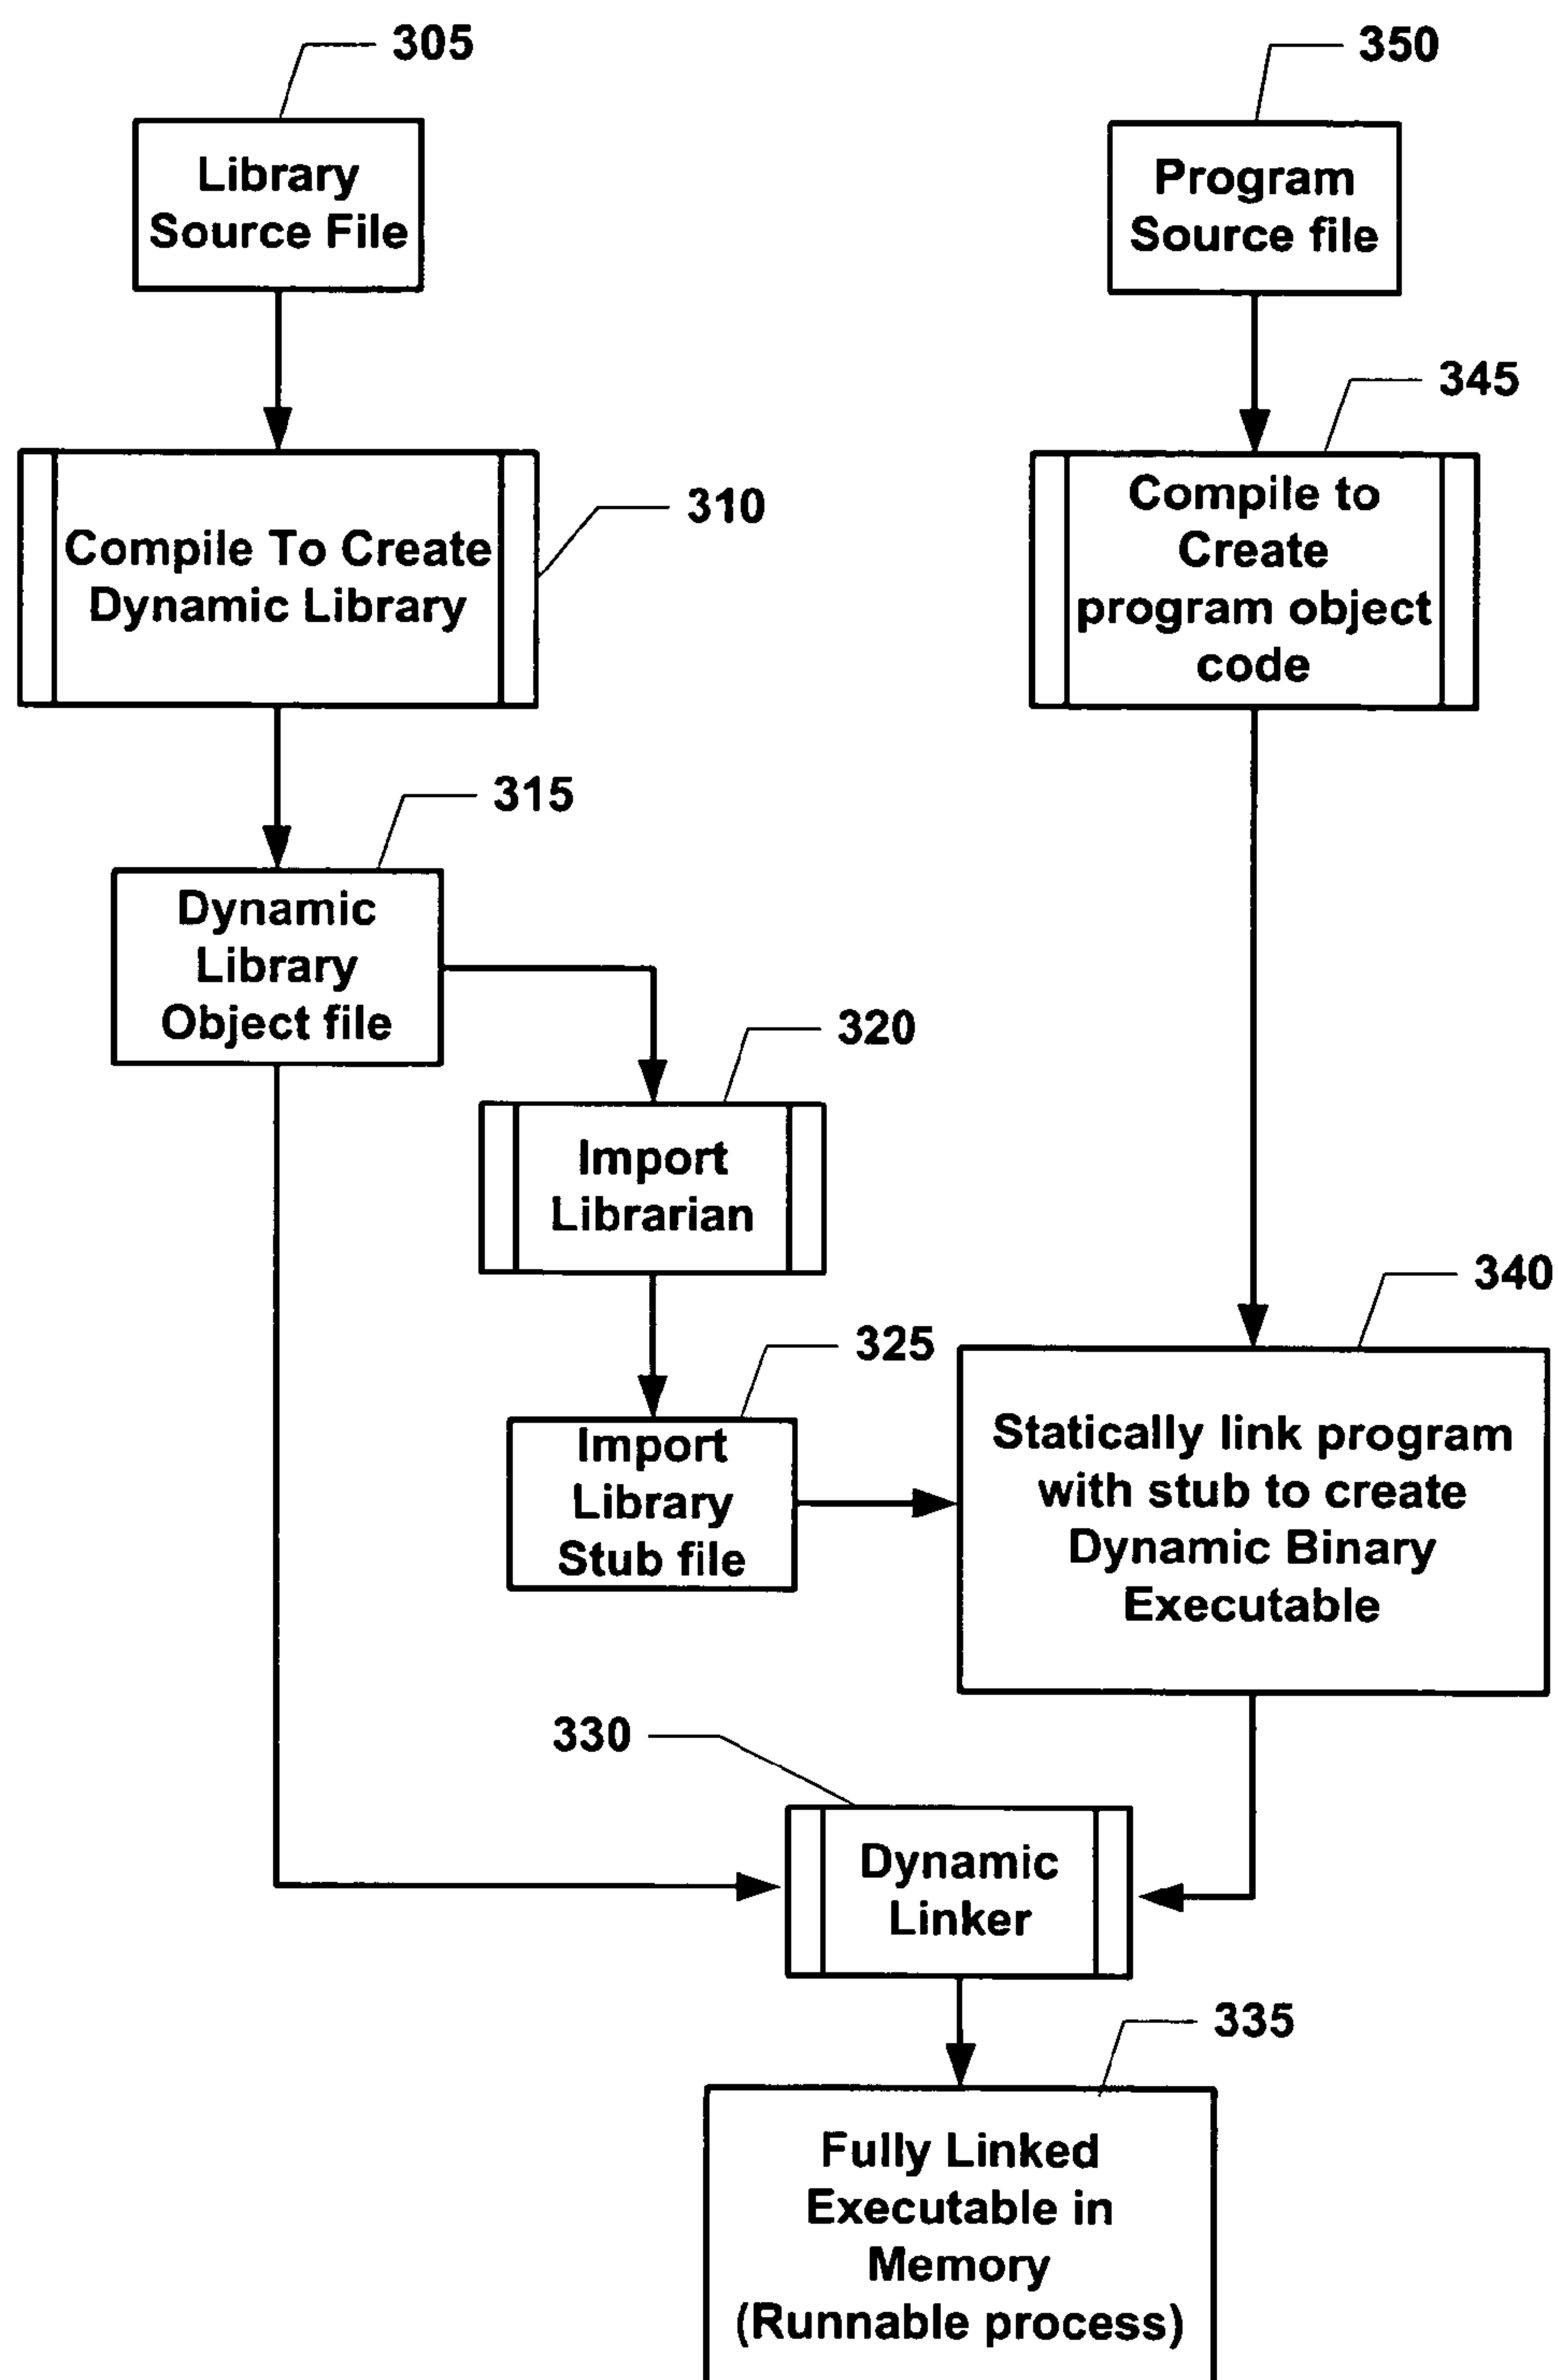 305
350
Library
Source File
Program
Source file
345
310
Compile To Create
Dynamic Library
Compile to
Create
program object
code
315
Dynamic
Library
Object file
320
Import
Librarian
340
325
Import
Library
Stub file
Statically link program
with stub to create
Dynamic Binary
Executable
330
Dynamic
Linker
335
Fully Linked
Executable in
Memory
(Runnable process)